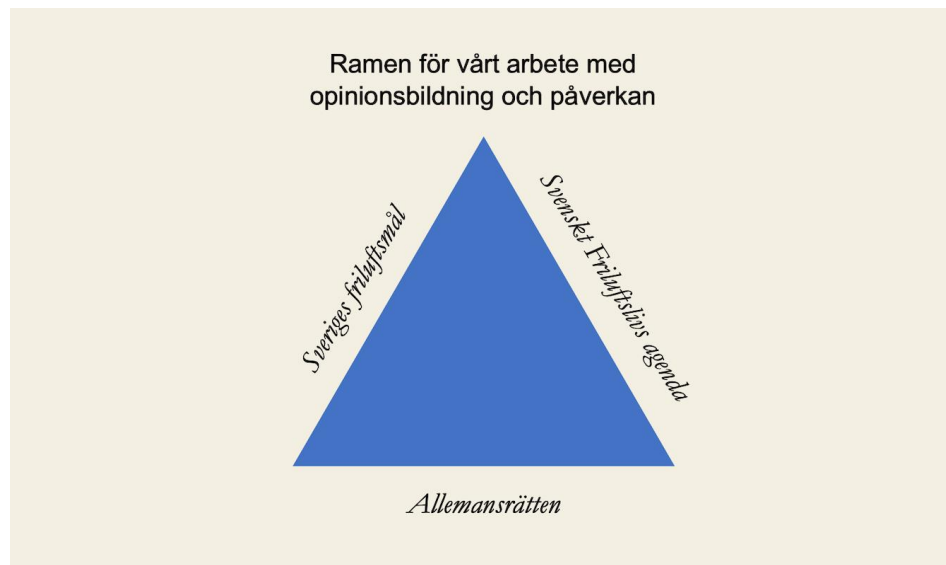 Ramen för vårt arbete med
opinionsbildning och påverkan
Sveriges friluftsmål
Svenskt Friluftslivs agenda
Allemansrätten